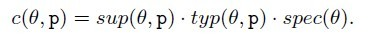 c(θ, p) = sup(θ, p) · typ(θ, p) · spec(θ, p).